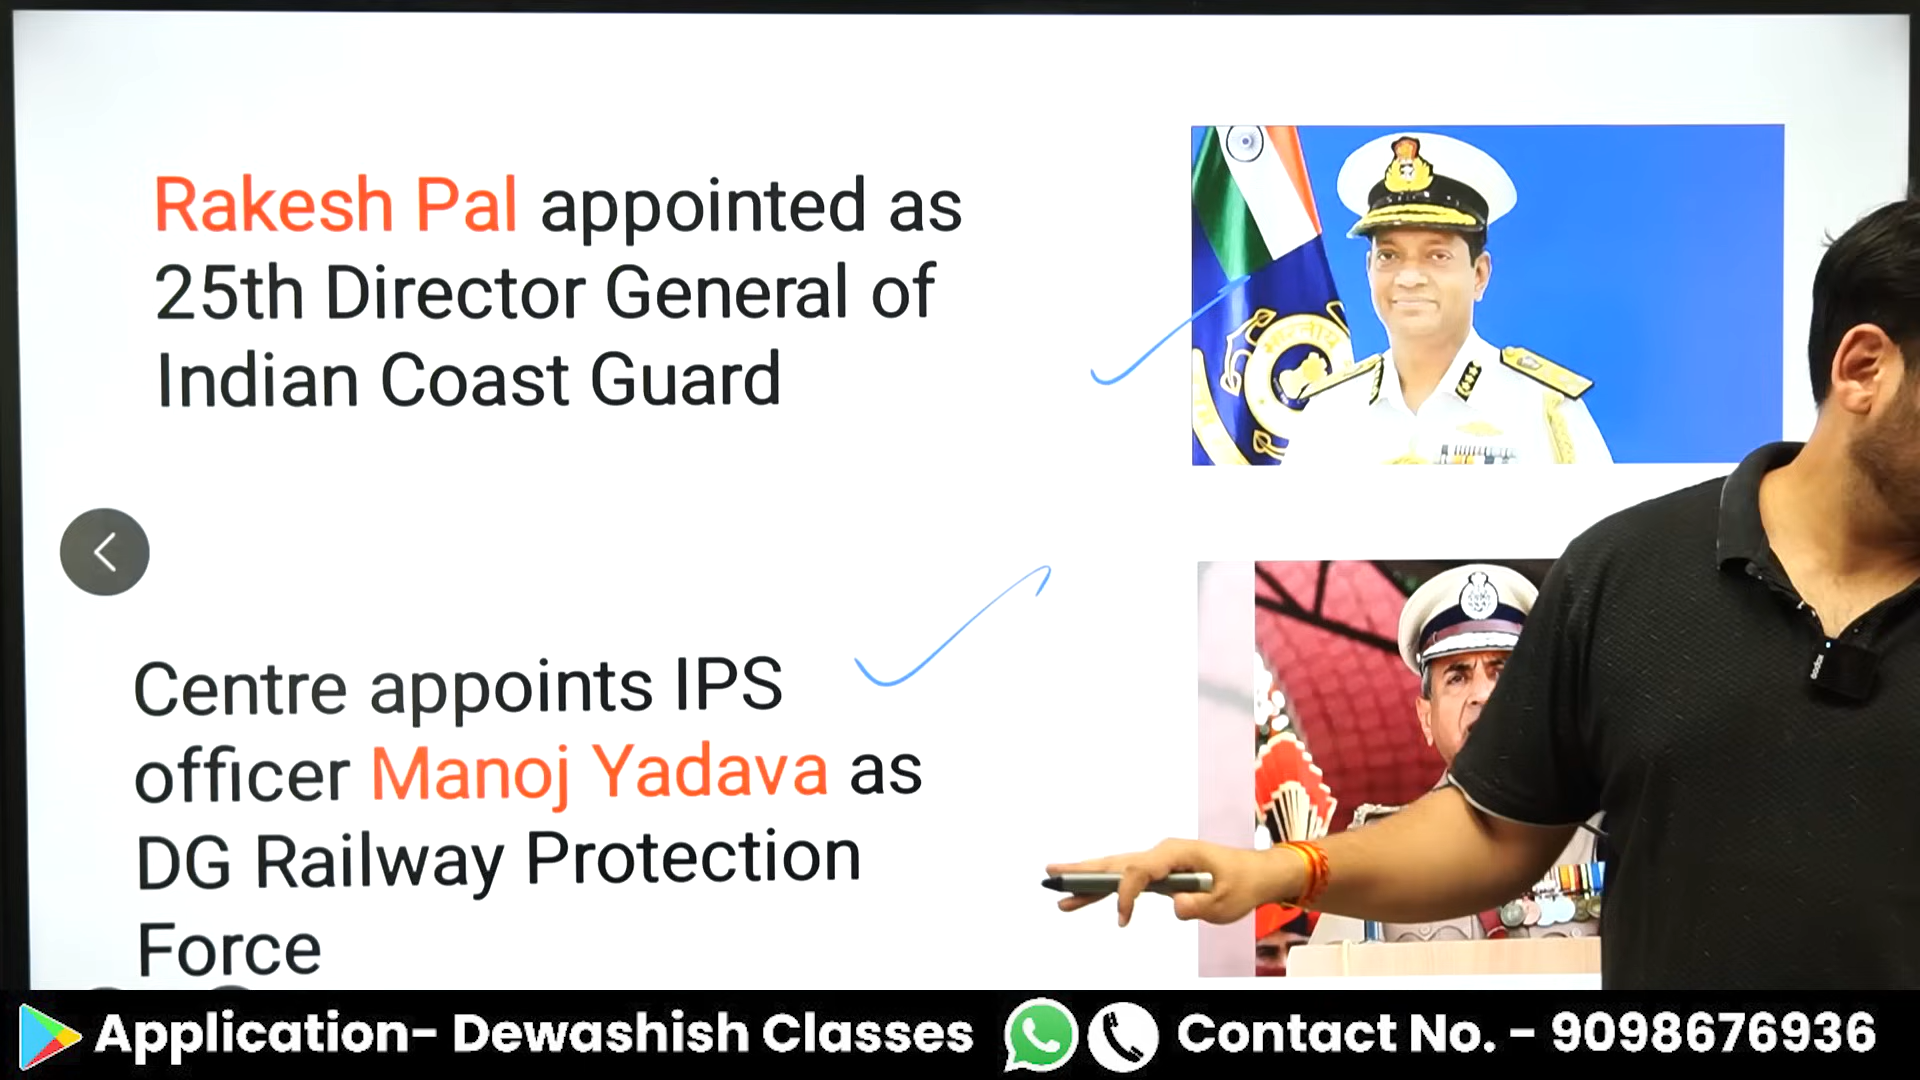 Rakesh Pal appointed as
25th Director General of
Indian Coast Guard
भारतीय
Centre appoints IPS
officer Manoj Yadava as
DG Railway Protection
Force
Application- Dewashish Classes
Contact No. - 9098676936